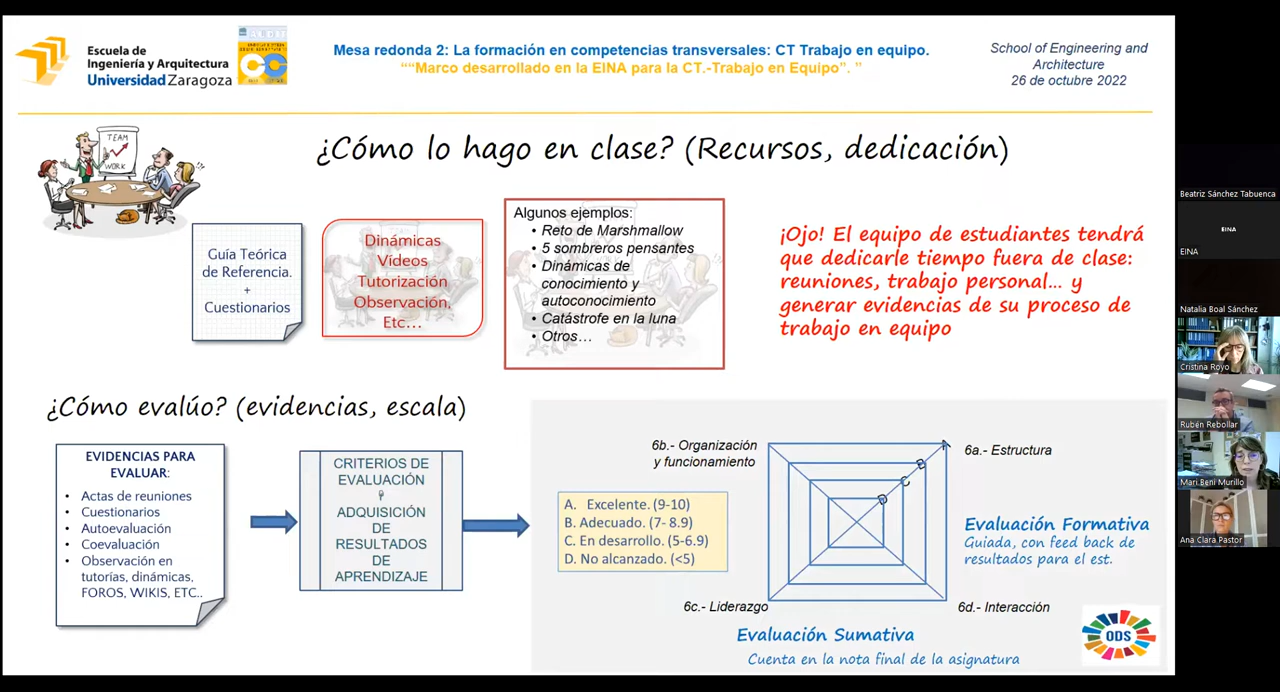 Escuela de
Ingeniería y Arquitectura
Universidad Zaragoza
Mesa redonda 2: La formación en competencias transversales: CT Trabajo en equipo.
““Marco desarrollado en la EINA para la CT.-Trabajo en Equipo”. ”
School of Engineering and
Architecture
26 de octubre 2022
TEAM
WORK
¿Cómo lo hago en clase? (Recursos, dedicación)
Guía Teórica
de Referencia.
+
Cuestionarios
Dinámicas
Vídeos
Tutorización
Observación,
Etc…
Algunos ejemplos:
• Reto de Marshmallow
• 5 sombreros pensantes
• Dinámicas de
conocimiento y
autoconocimiento
• Catástrofe en la luna
• Otros…
¡Ojo! El equipo de estudiantes tendrá
que dedicarle tiempo fuera de clase:
reuniones, trabajo personal… y
generar evidencias de su proceso de
trabajo en equipo
¿Cómo evalúo? (evidencias, escala)
EVIDENCIAS PARA
EVALUAR:
• Actas de reuniones
• Cuestionarios
• Autoevaluación
• Coevaluación
• Observación en
tutorías, dinámicas,
FOROS, WIKIS, ETC..
CRITERIOS DE
EVALUACIÓN
ADQUISICIÓN
DE
RESULTADOS
DE
APRENDIZAJE
A. Excelente. (9-10)
B. Adecuado. (7- 8.9)
C. En desarrollo. (5-6.9)
D. No alcanzado. (<5)
6b.- Organización
y funcionamiento
6a.- Estructura
A
B
C
D
6c.- Liderazgo
6d.- Interacción
Evaluación Formativa
Guiada, con feed back de
resultados para el est.
Evaluación Sumativa
Cuenta en la nota final de la asignatura
ODS
Beatriz Sánchez Tabuenca
EINA
EINA
Natalia Boal Sánchez
Cristina Royo
Rubén Rebollar
Mari.Beni Murillo
Ana Clara Pastor